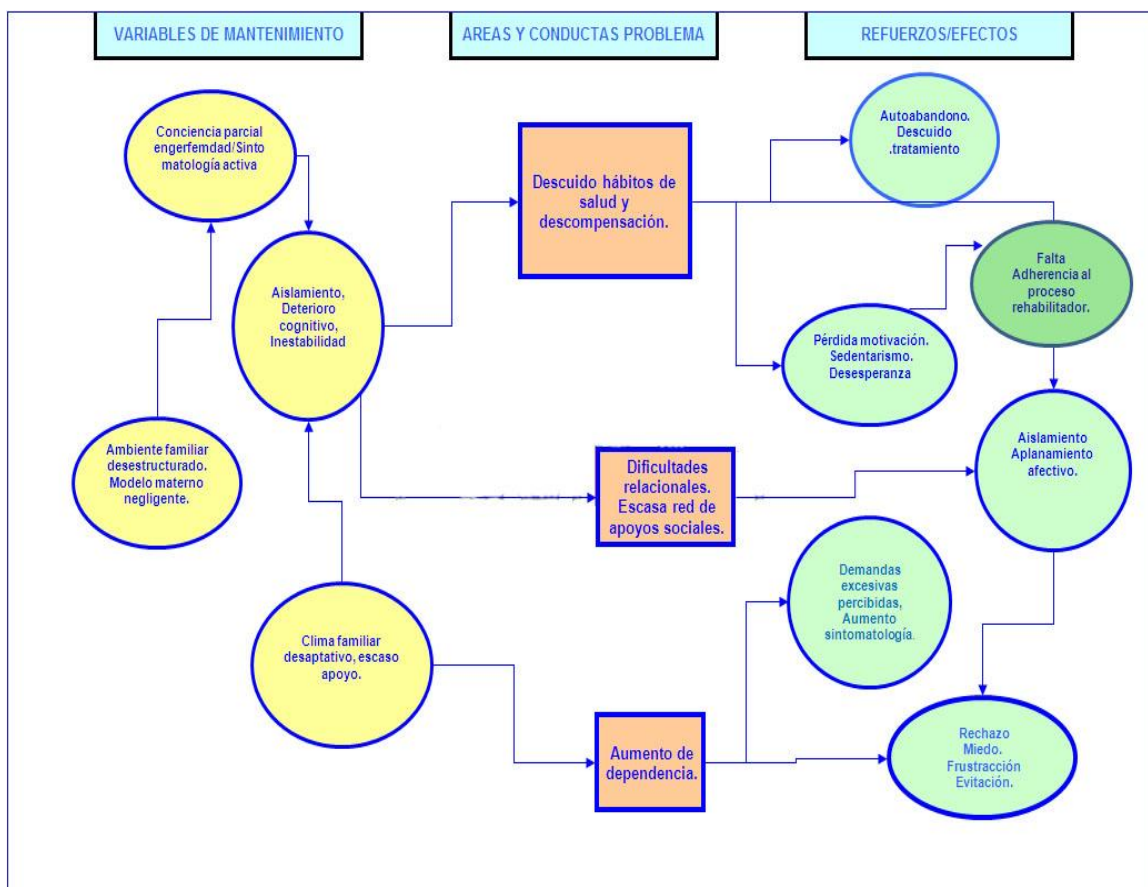 VARIABLES DE MANTENIMIENTO
AREAS Y CONDUCTAS PROBLEMA
REFUERZOS/EFECTOS
Conciencia parcial
engerfemdad/Sinto
matología activa
Aislamiento,
Deterioro
cognitivo,
Inestabilidad
Ambiente familiar
desestructurado.
Modelo materno
negligente.
Clima familiar
desaptativo, escaso
apoyo.
Descuido hábitos de
salud y
descompensación.
Dificultades
relacionales.
Escasa red de
apoyos sociales.
Aumento de
dependencia.
Autoabandono.
Descuido
.tratamiento
Falta
Adherencia al
proceso
rehabilitador.
Pérdida motivación.
Sedentarismo.
Desesperanza
Aislamiento
Aplanamiento
afectivo.
Demandas
excesivas
percibidas,
Aumento
sintomatología.
Rechazo
Miedo.
Frustracción
Evitación.